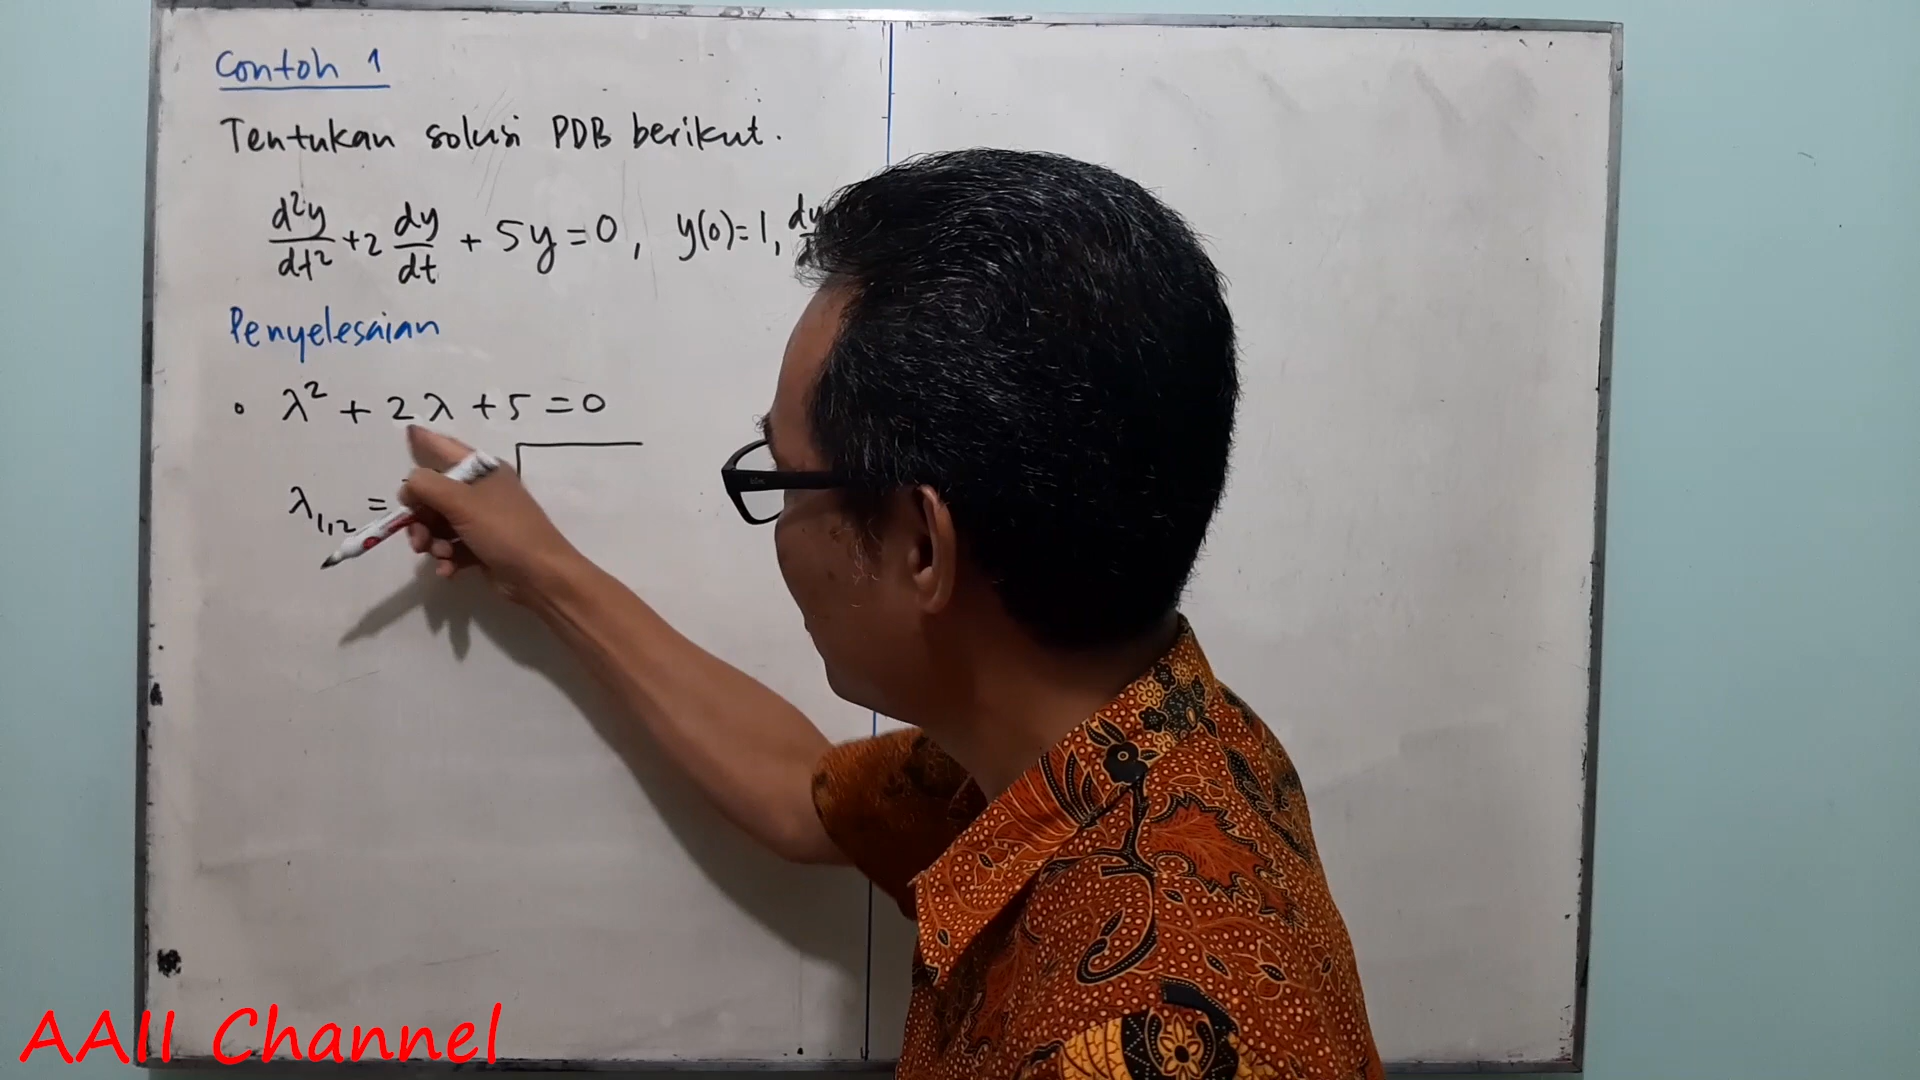 Contoh 1
Tentukan solusi PDB berikut.
d²y/dt² + 2 dy/dt + 5y = 0, y(0) = 1, dy
Penyelesaian
• λ² + 2λ + 5 = 0
λ₁,₂ =
AAII Channel